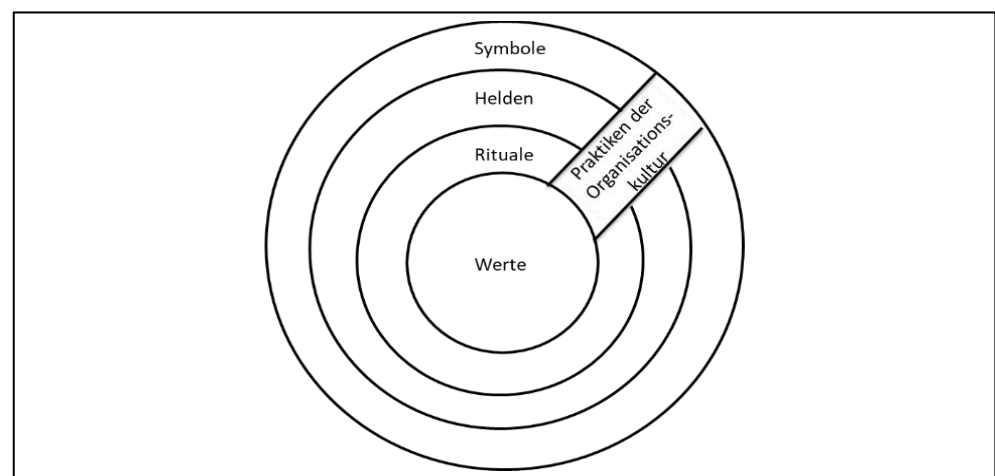 Symbole
Helden
Rituale
Praktiken der
Organisations-
kultur
Werte